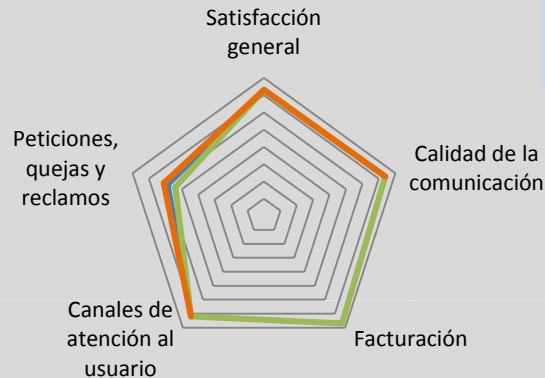 Satisfacción
general
Peticiones,
quejas y
reclamos
Calidad de la
comunicación
Canales de
atención al
usuario
Facturación